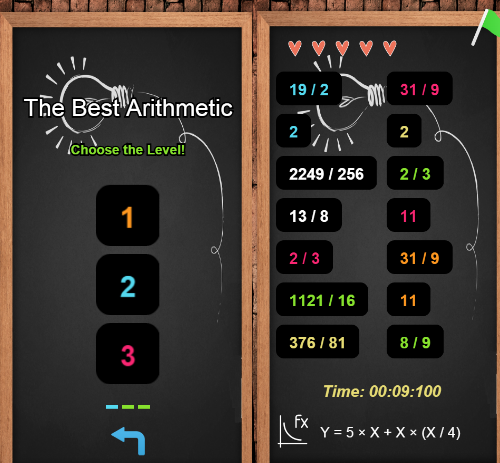 The Best Arithmetic
Choose the Level!
1
2
3
19 / 2
31 / 9
2
2
2249 / 256
2 / 3
13 / 8
11
2 / 3
31 / 9
1121 / 16
11
376 / 81
8 / 9
Time: 00:09:100
Fx
Y = 5 × X + X × (X / 4)